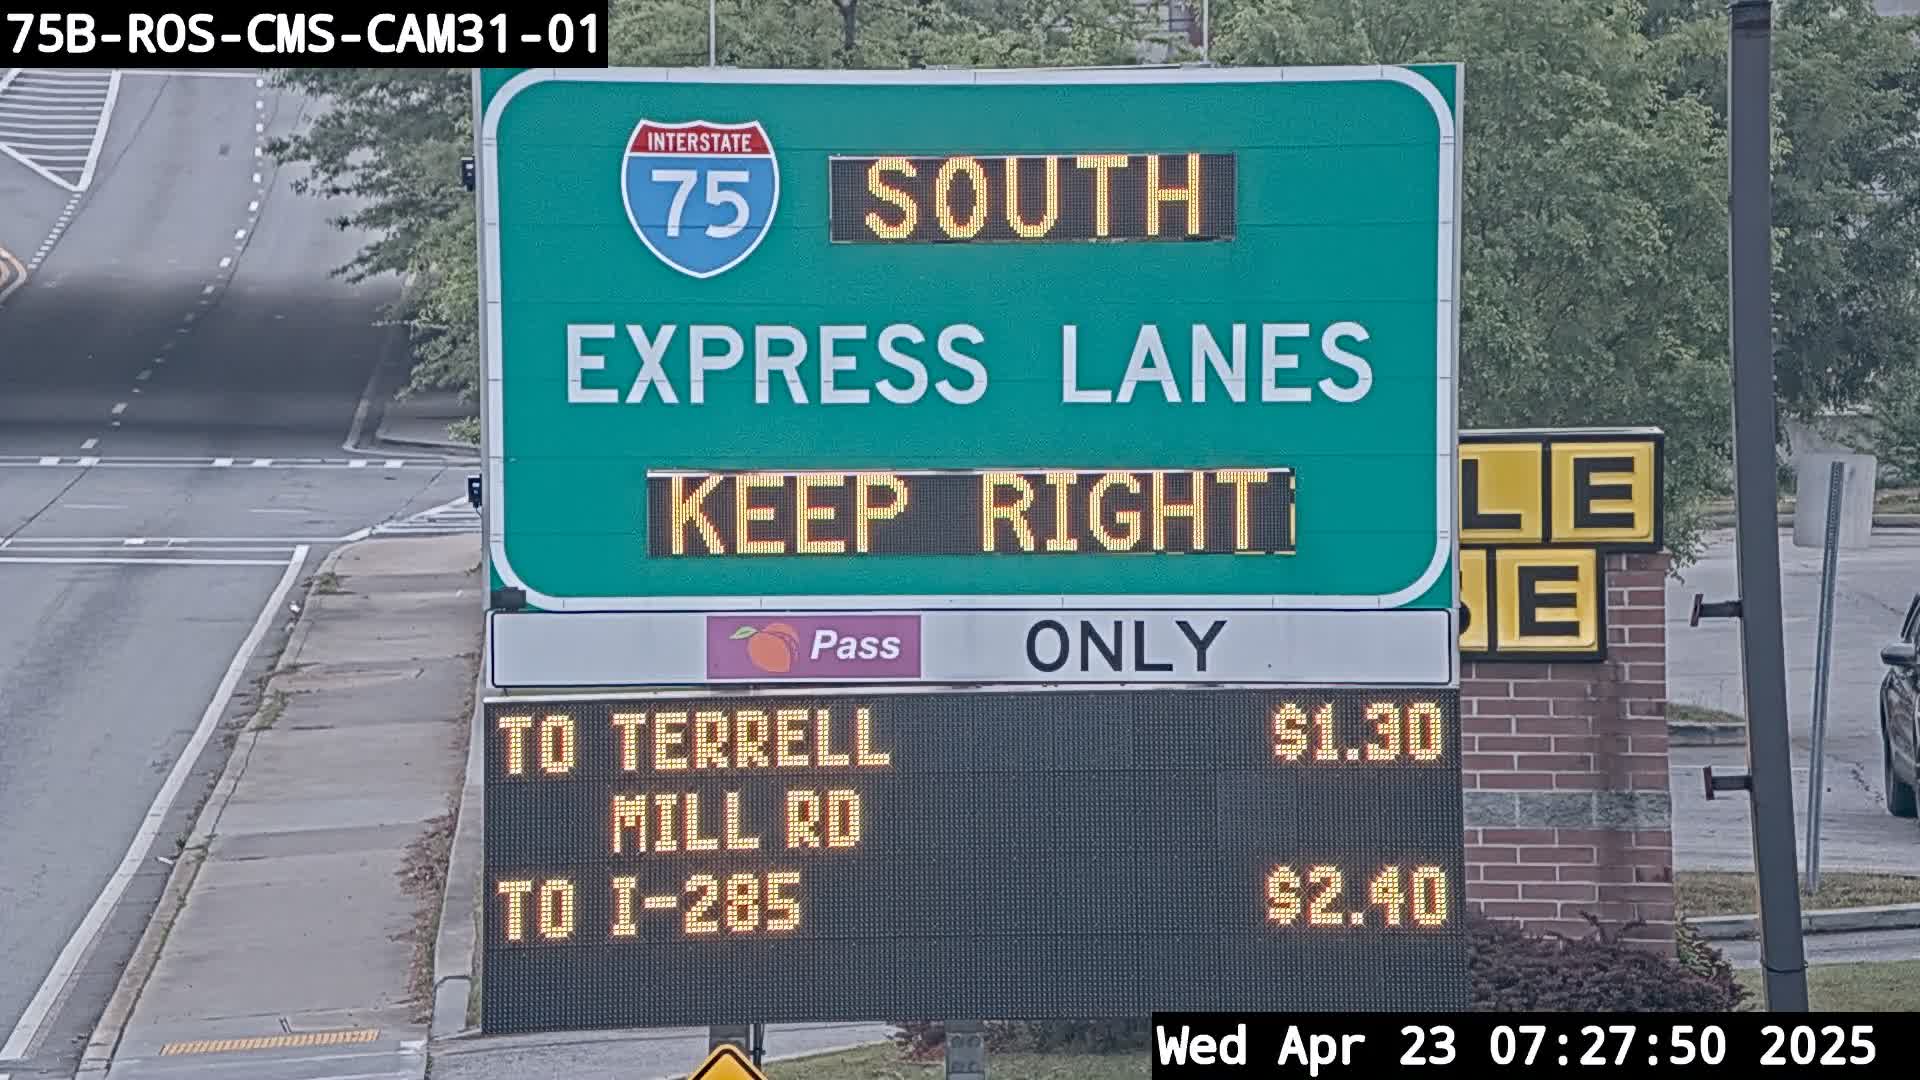 75B-ROS-CMS-CAM31-01
INTERSTATE
75
SOUTH
EXPRESS LANES
KEEP RIGHT
Pass ONLY
TO TERRELL $1.30
MILL RD
TO I-285 $2.40
LE
E
Wed Apr 23 07:27:50 2025